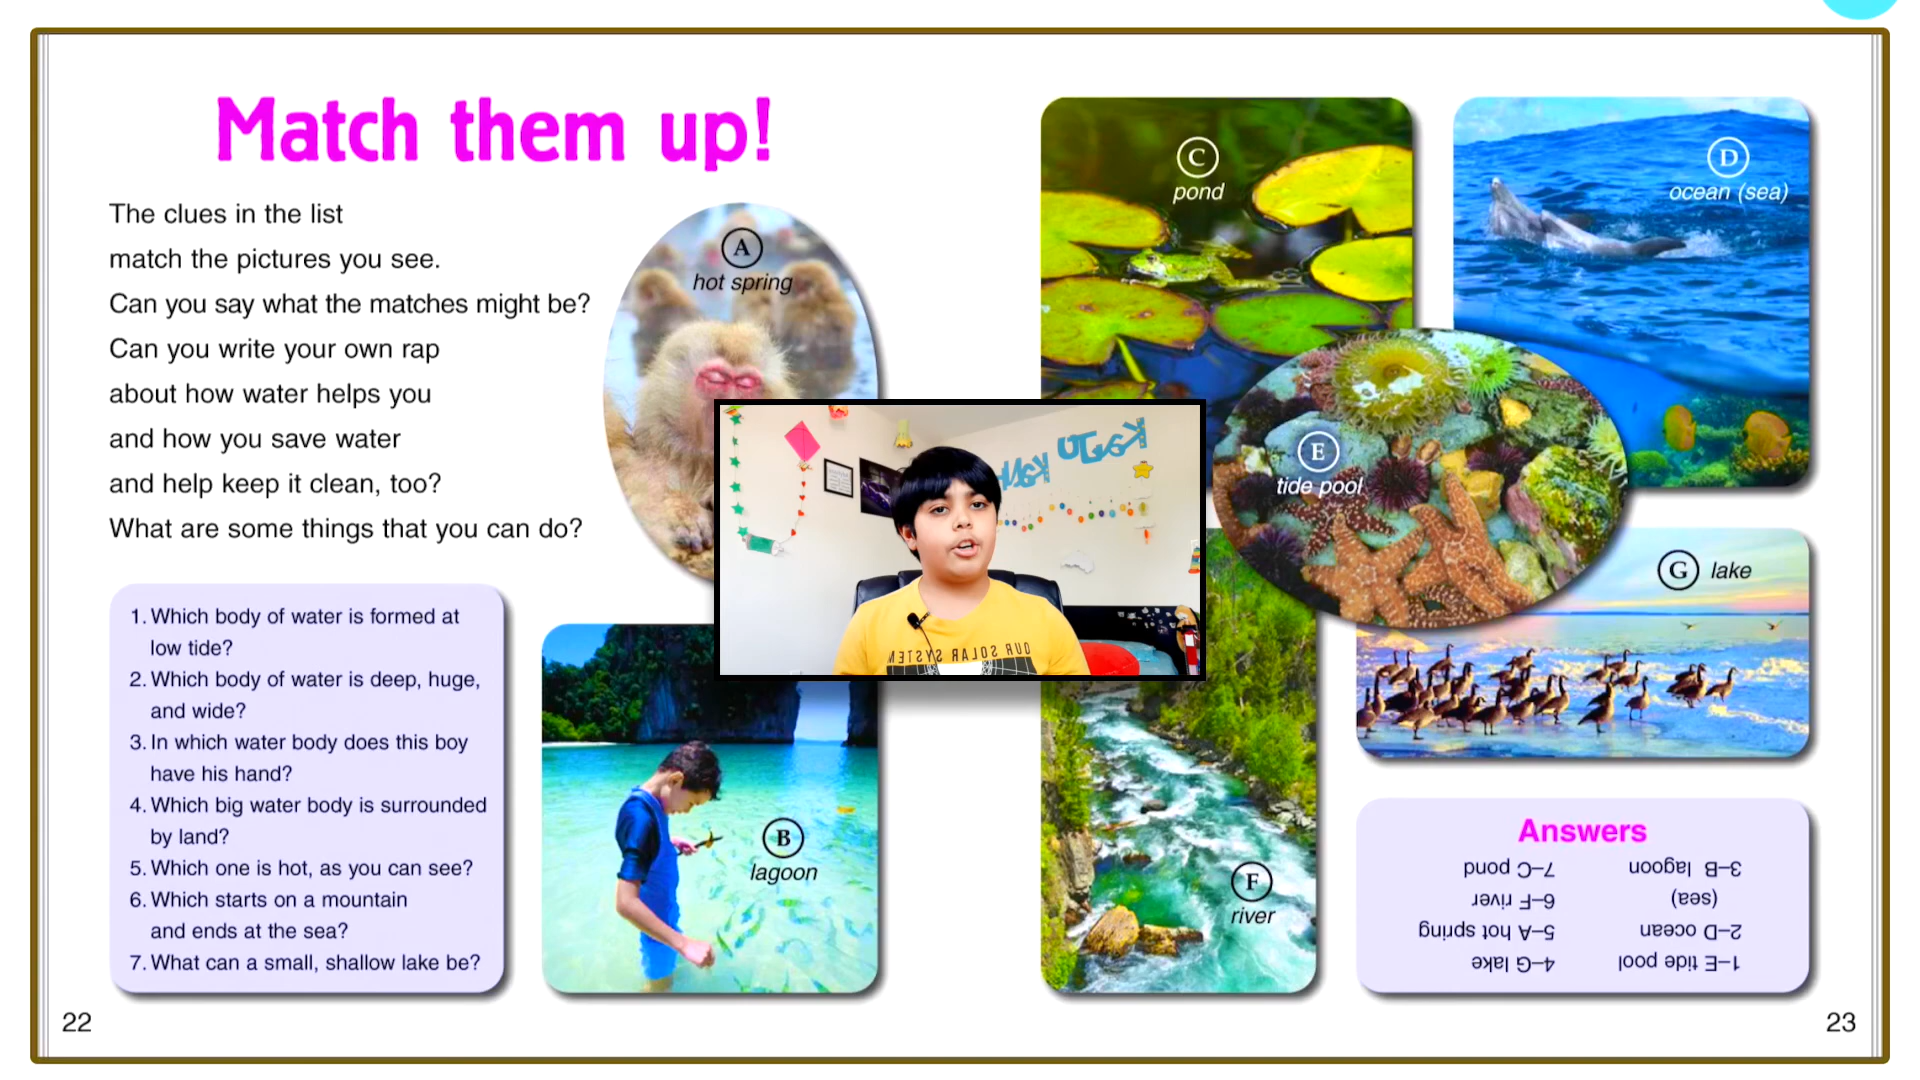 Match them up!
The clues in the list
match the pictures you see.
Can you say what the matches might be?
Can you write your own rap
about how water helps you
and how you save water
and help keep it clean, too?
What are some things that you can do?
1. Which body of water is formed at
low tide?
2. Which body of water is deep, huge,
and wide?
3. In which water body does this boy
have his hand?
4. Which big water body is surrounded
by land?
5. Which one is hot, as you can see?
6. Which starts on a mountain
and ends at the sea?
7. What can a small, shallow lake be?
22
A
hot spring
B
lagoon
OUR SOLAR SYSTEM
C
pond
D
ocean (sea)
E
tide pool
F
river
G lake
Answers
1–E tide pool
2–D ocean
(sea)
3–B lagoon
4–G lake
5–A hot spring
6–F river
7–C pond
23